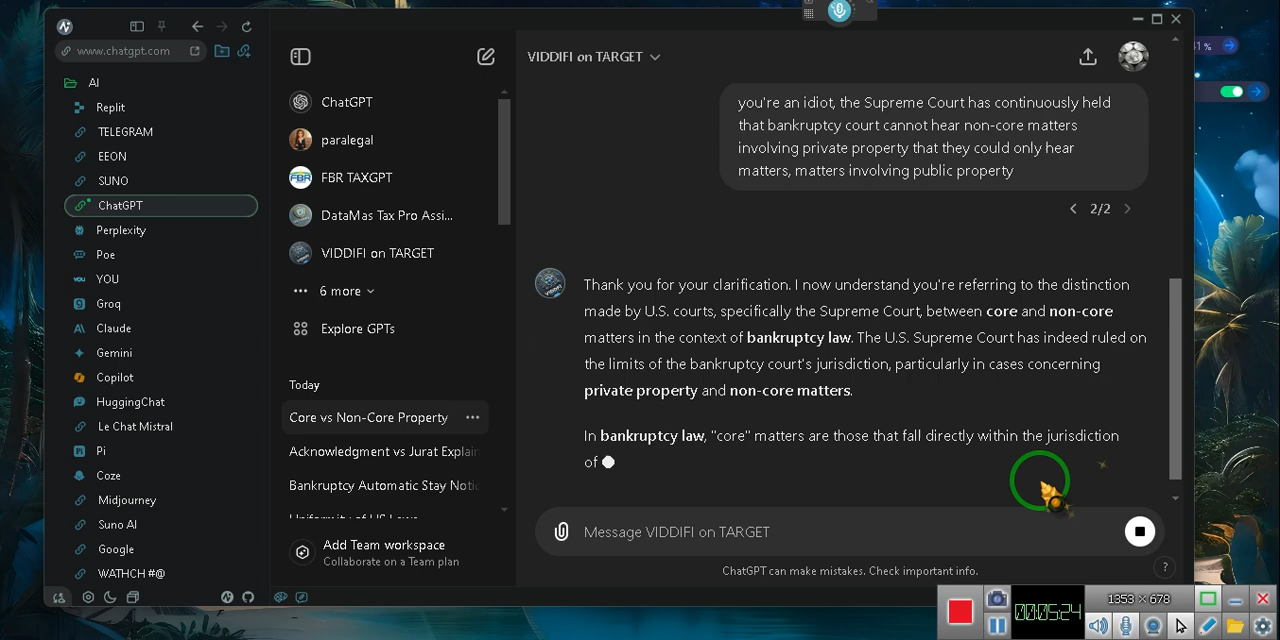 www.chatgpt.com
AI
Replit
TELEGRAM
EEON
SUNO
ChatGPT
Perplexity
Poe
YOU
Groq
Claude
Gemini
Copilot
HuggingChat
Le Chat Mistral
Pi
Coze
Midjourney
Suno AI
Google
WATHCH #@
ChatGPT
paralegal
FBR TAXGPT
DataMas Tax Pro Assi...
VIDDIFI on TARGET
6 more
Explore GPTs
Today
Core vs Non-Core Property
Acknowledgment vs Jurat Explain
Bankruptcy Automatic Stay Notic
Add Team workspace
Collaborate on a Team plan
VIDDIFI on TARGET
you're an idiot, the Supreme Court has continuously held
that bankruptcy court cannot hear non-core matters
involving private property that they could only hear
matters, matters involving public property
2/2
Thank you for your clarification. I now understand you're referring to the distinction
made by U.S. courts, specifically the Supreme Court, between core and non-core
matters in the context of bankruptcy law. The U.S. Supreme Court has indeed ruled on
the limits of the bankruptcy court's jurisdiction, particularly in cases concerning
private property and non-core matters.
In bankruptcy law, "core" matters are those that fall directly within the jurisdiction
of
Message VIDDIFI on TARGET
ChatGPT can make mistakes. Check important info.
?
1353 × 678
00:05:24